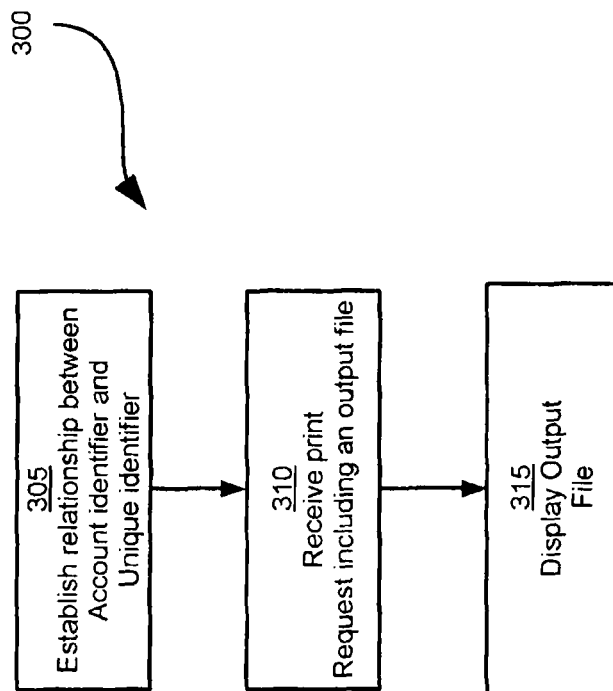 300
305
Establish relationship between
Account identifier and
Unique identifier
310
Receive print
Request including an output file
315
Display Output
File